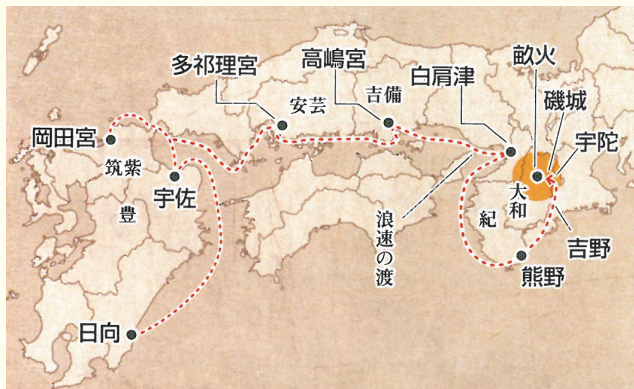 高嶋宮
畝火
多祁理宮
白肩津
磯城
吉備
安芸
宇陀
岡田宮
筑紫
宇佐
大和
豊
紀
浪速の渡
吉野
熊野
日向